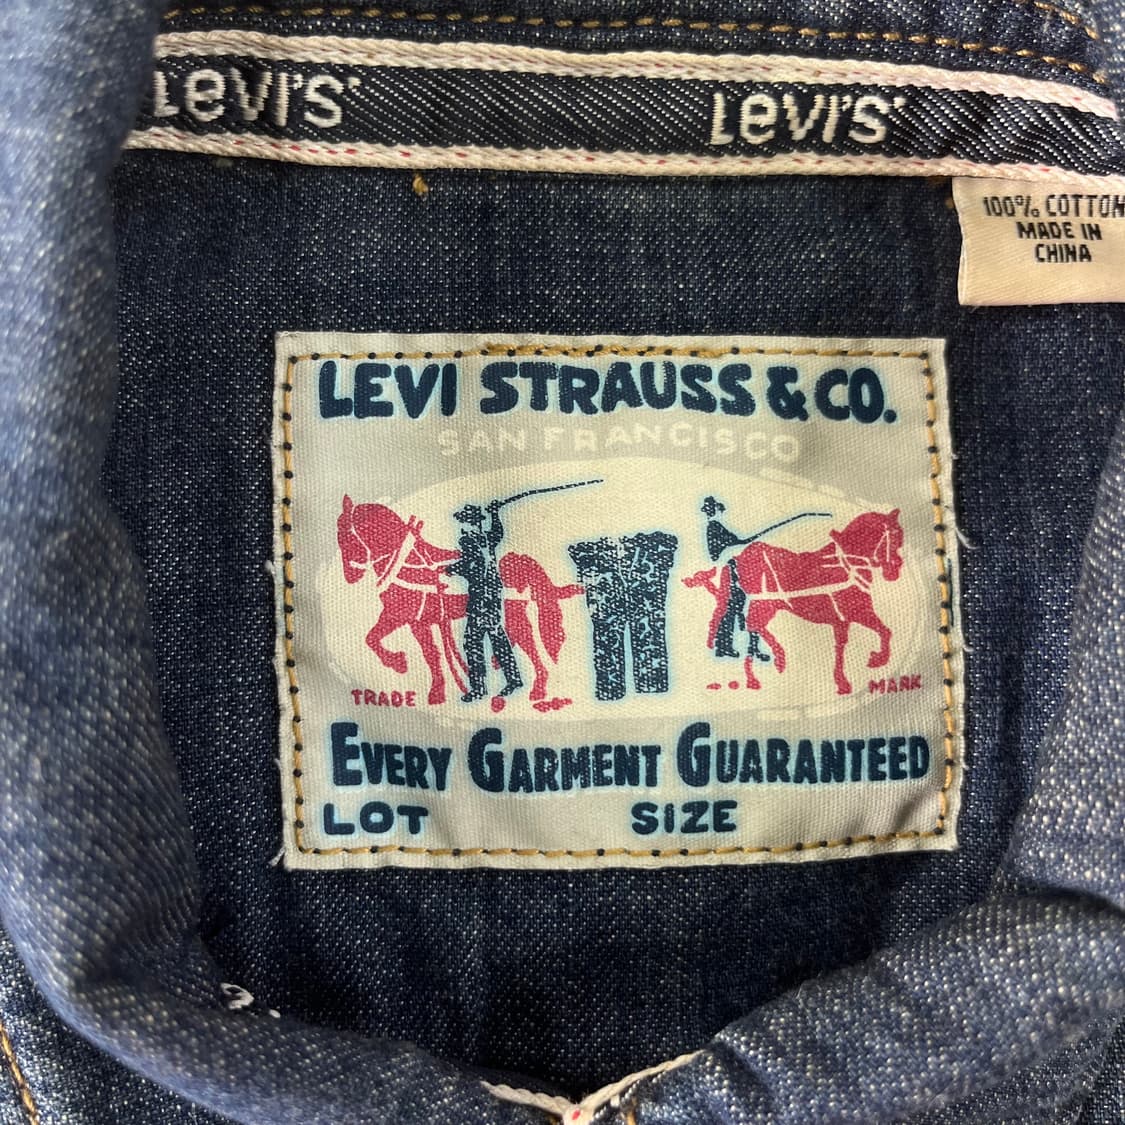 Levi's Levi's
100% COTTON
MADE IN
CHINA
LEVI STRAUSS & CO.
SAN FRANCISCO
TRADE MARK
EVERY GARMENT GUARANTEED
LOT SIZE